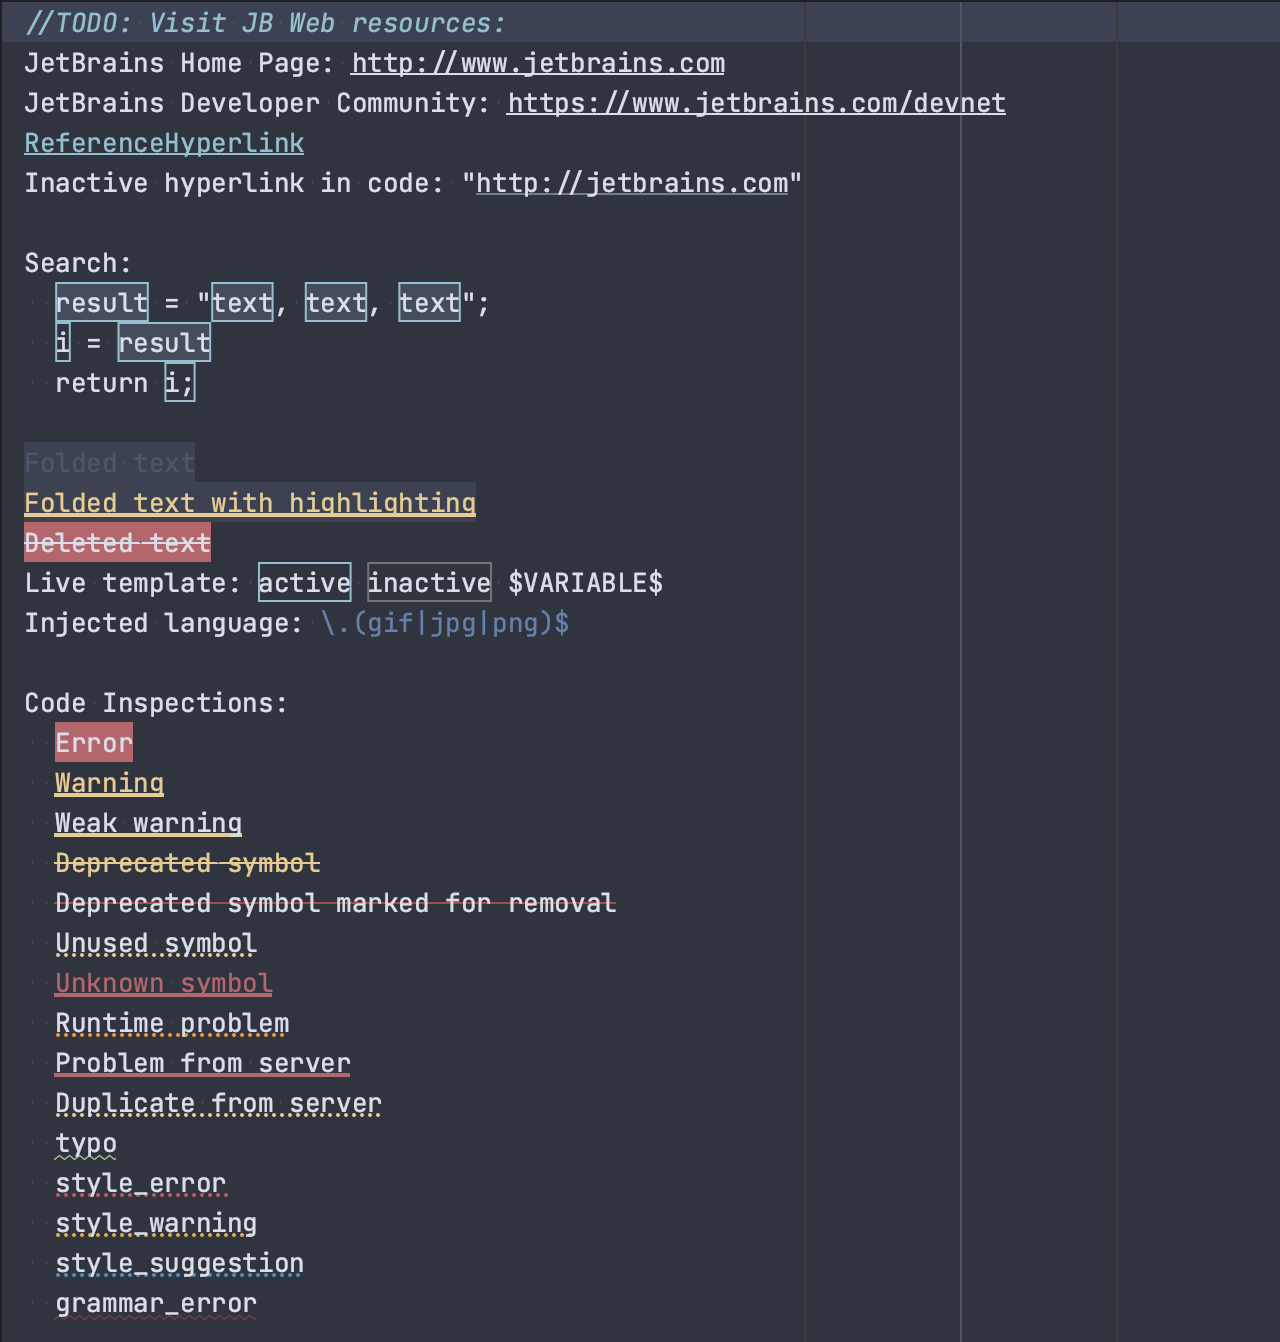 //TODO: Visit JB Web resources:
JetBrains Home Page: http://www.jetbrains.com
JetBrains Developer Community: https://www.jetbrains.com/devnet
ReferenceHyperlink
Inactive hyperlink in code: "http://jetbrains.com"
Search:
result = "text, text, text";
i = result
return i;
Folded text
Folded text with highlighting
Deleted text
Live template: active inactive $VARIABLE$
Injected language: \.(gif|jpg|png)$
Code Inspections:
Error
Warning
Weak warning
Deprecated symbol
Deprecated symbol marked for removal
Unused symbol
Unknown symbol
Runtime problem
Problem from server
Duplicate from server
typo
style_error
style_warning
style_suggestion
grammar_error